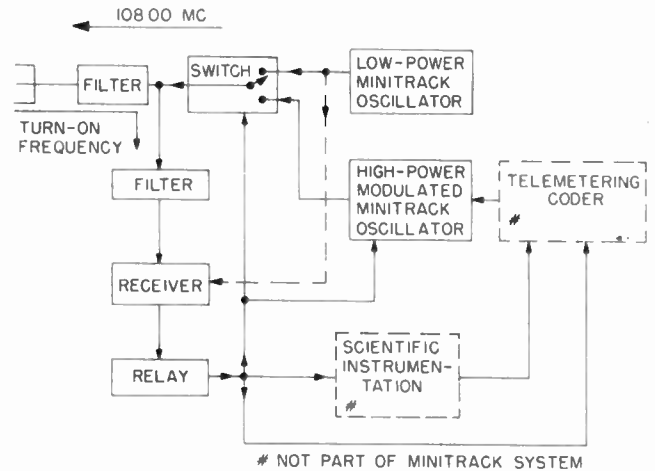 108.00 MC
FILTER
SWITCH
LOW-POWER
MINITRACK
OSCILLATOR
TURN-ON
FREQUENCY
FILTER
HIGH-POWER
MODULATED
MINITRACK
OSCILLATOR
TELEMETERING
CODER
#
RECEIVER
RELAY
SCIENTIFIC
INSTRUMEN-
TATION
#
# NOT PART OF MINITRACK SYSTEM